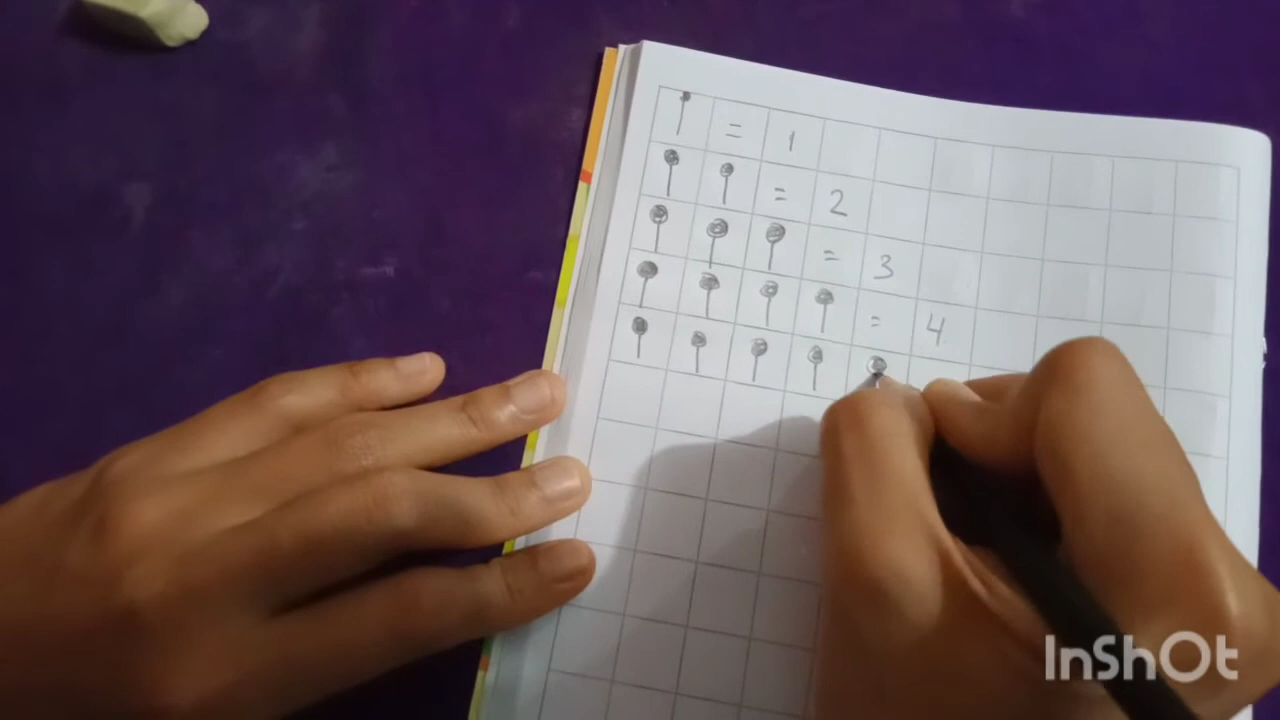 = 1
= 2
= 3
= 4
InShOt